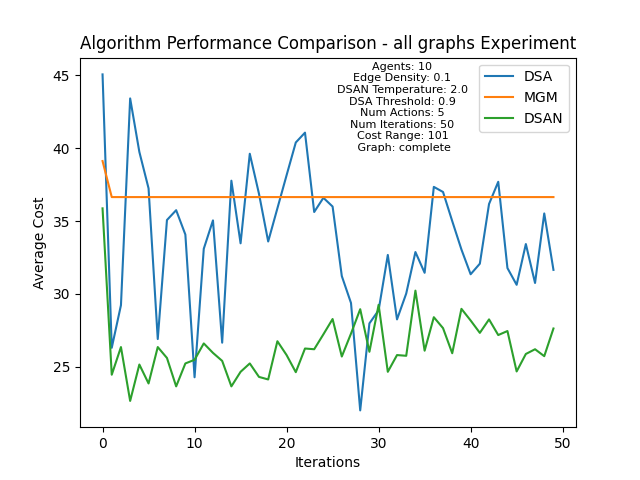 Algorithm Performance Comparison - all graphs Experiment
Agents: 10
Edge Density: 0.1
DSAN Temperature: 2.0
DSA Threshold: 0.9
Num Actions: 5
Num Iterations: 50
Cost Range: 101
Graph: complete
DSA
MGM
DSAN
Average Cost
45
40
35
30
25
0
10
20
30
40
50
Iterations